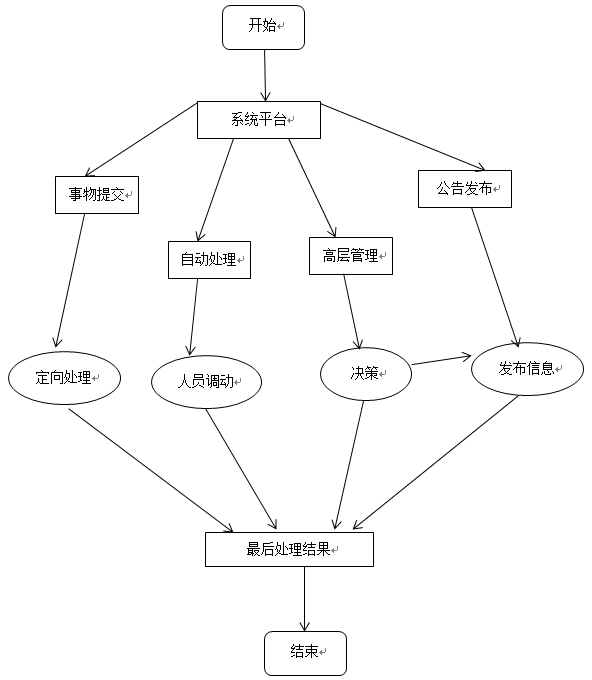 开始
系统平台
事物提交
公告发布
自动处理
高层管理
定向处理
人员调动
决策
发布信息
最后处理结果
结束